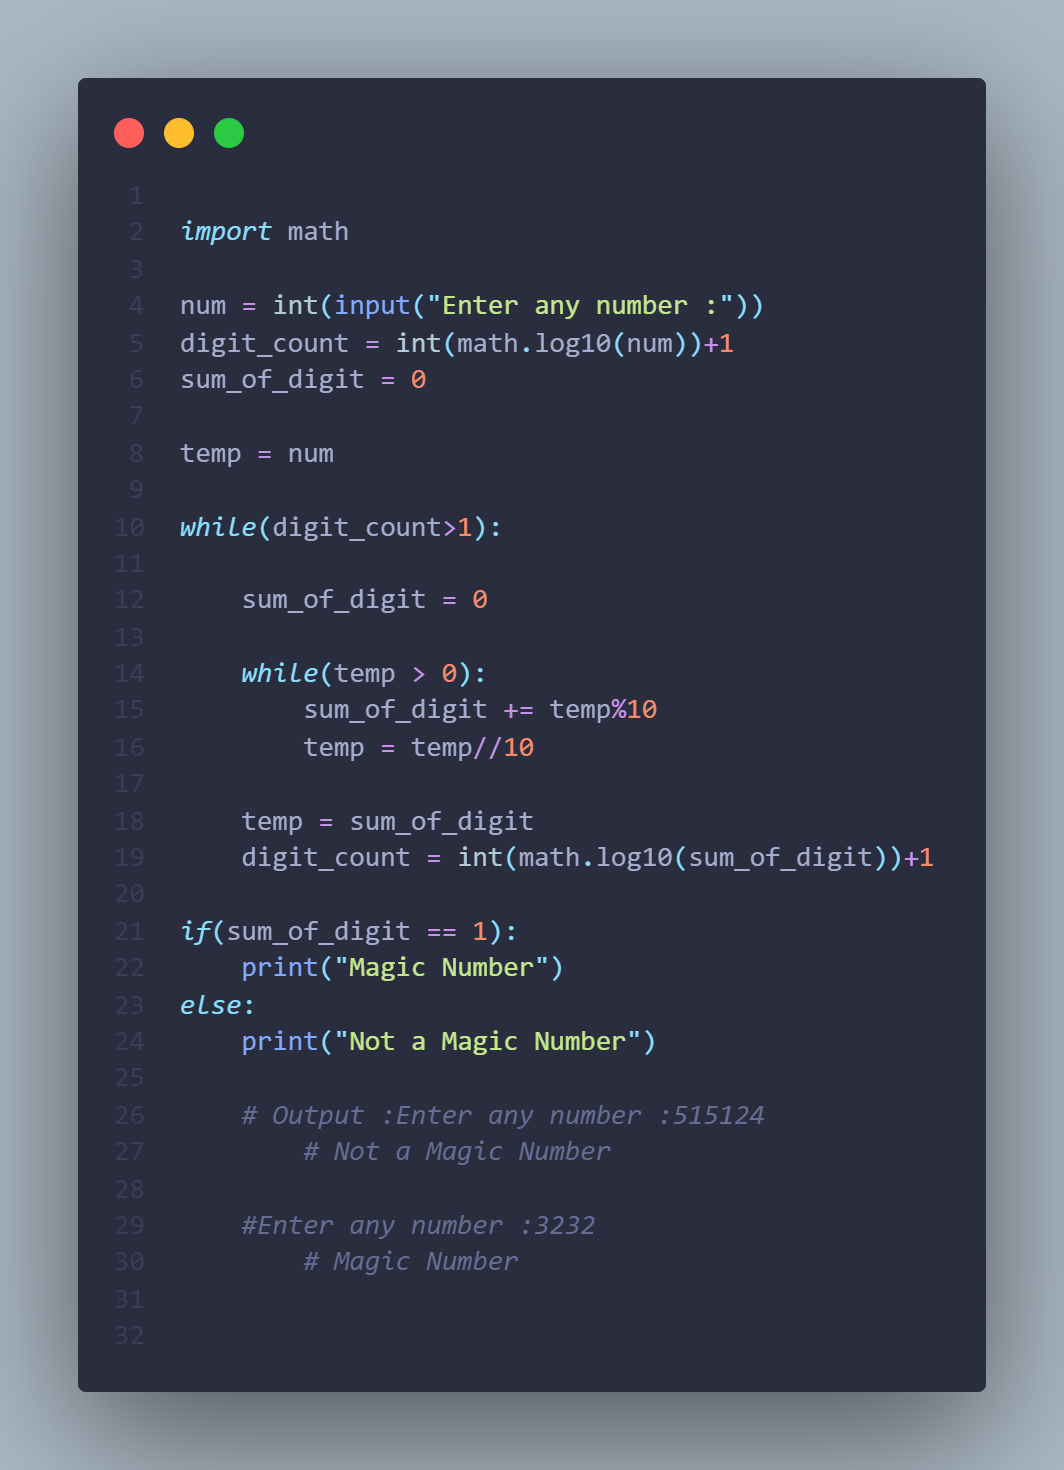 1
2 import math
3
4 num = int(input("Enter any number :"))
5 digit_count = int(math.log10(num))+1
6 sum_of_digit = 0
7
8 temp = num
9
10 while(digit_count>1):
11
12     sum_of_digit = 0
13
14     while(temp > 0):
15         sum_of_digit += temp%10
16         temp = temp//10
17
18     temp = sum_of_digit
19     digit_count = int(math.log10(sum_of_digit))+1
20
21 if(sum_of_digit == 1):
22     print("Magic Number")
23 else:
24     print("Not a Magic Number")
25
26     # Output :Enter any number :515124
27         # Not a Magic Number
28
29     #Enter any number :3232
30         # Magic Number
31
32